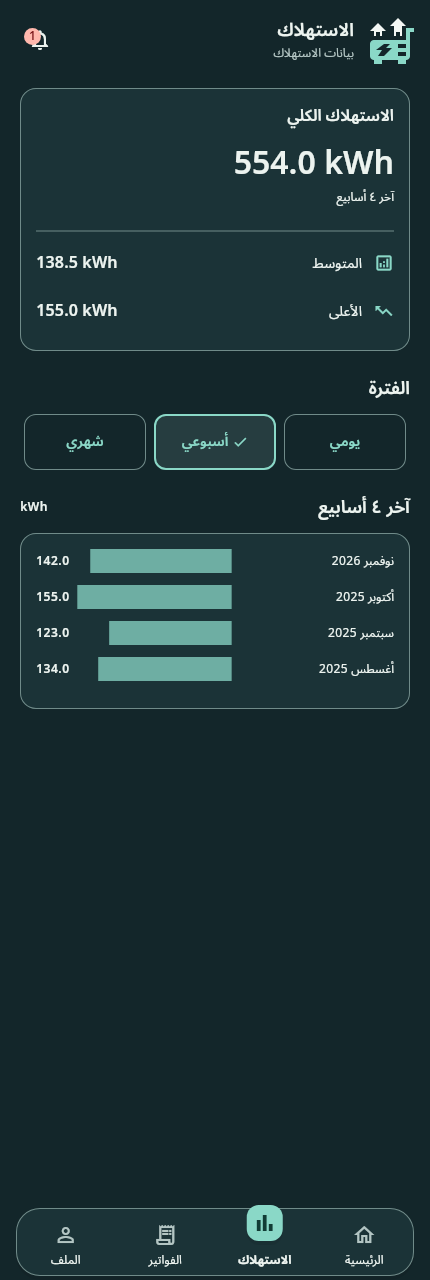 الاستهلاك
بيانات الاستهلاك
1
الاستهلاك الكلي
554.0 kWh
آخر ٤ أسابيع
المتوسط 138.5 kWh
الأعلى 155.0 kWh
الفترة
يومي
أسبوعي
شهري
آخر ٤ أسابيع kWh
نوفمبر 2026 142.0
أكتوبر 2025 155.0
سبتمبر 2025 123.0
أغسطس 2025 134.0
الرئيسية
الاستهلاك
الفواتير
الملف